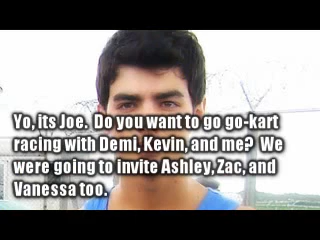 Yo, its Joe.  Do you want to go go-kart
racing with Demi, Kevin, and me?  We
were going to invite Ashley, Zac, and
Vanessa too.